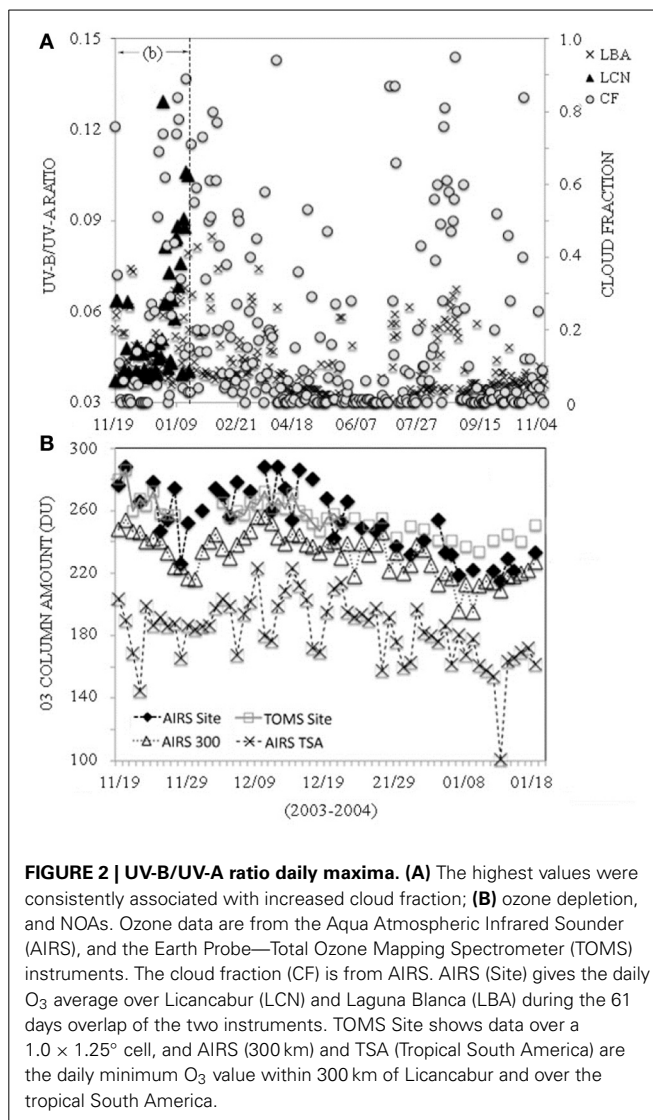 A
0.15
0.12
0.09
0.06
0.03
UV-B/UV-A RATIO
(b)
1.0
0.8
0.6
0.4
0.2
0
CLOUD FRACTION
LBA
LCN
CF
11/19 01/09 02/21 04/18 06/07 07/27 09/15 11/04
B
300
260
220
180
140
100
03 COLUMN AMOUNT (DU)
AIRS Site TOMS Site
AIRS 300 AIRS TSA
11/19 11/29 12/09 12/19 21/29 01/08 01/18
(2003-2004)
FIGURE 2 | UV-B/UV-A ratio daily maxima. (A) The highest values were
consistently associated with increased cloud fraction; (B) ozone depletion,
and NOAs. Ozone data are from the Aqua Atmospheric Infrared Sounder
(AIRS), and the Earth Probe—Total Ozone Mapping Spectrometer (TOMS)
instruments. The cloud fraction (CF) is from AIRS. AIRS (Site) gives the daily
O₃ average over Licancabur (LCN) and Laguna Blanca (LBA) during the 61
days overlap of the two instruments. TOMS Site shows data over a
1.0 × 1.25° cell, and AIRS (300 km) and TSA (Tropical South America) are
the daily minimum O₃ value within 300 km of Licancabur and over the
tropical South America.